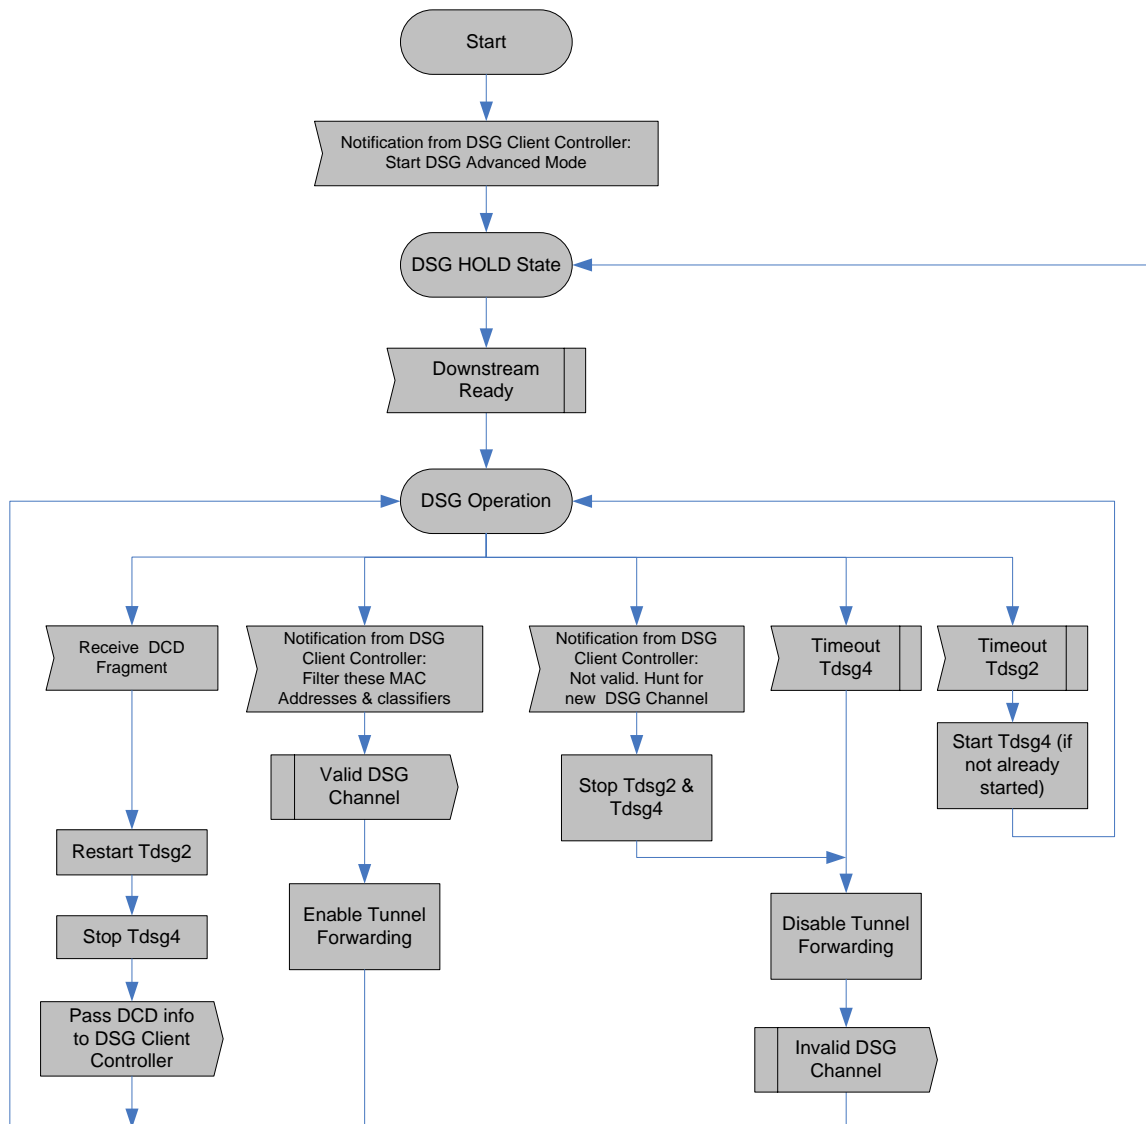 Start
Notification from DSG Client Controller:
Start DSG Advanced Mode
DSG HOLD State
Downstream
Ready
DSG Operation
Receive DCD
Fragment
Notification from DSG
Client Controller:
Filter these MAC
Addresses & classifiers
Notification from DSG
Client Controller:
Not valid. Hunt for
new DSG Channel
Timeout
Tdsg4
Timeout
Tdsg2
Valid DSG
Channel
Stop Tdsg2 &
Tdsg4
Start Tdsg4 (if
not already
started)
Restart Tdsg2
Enable Tunnel
Forwarding
Disable Tunnel
Forwarding
Stop Tdsg4
Pass DCD info
to DSG Client
Controller
Invalid DSG
Channel